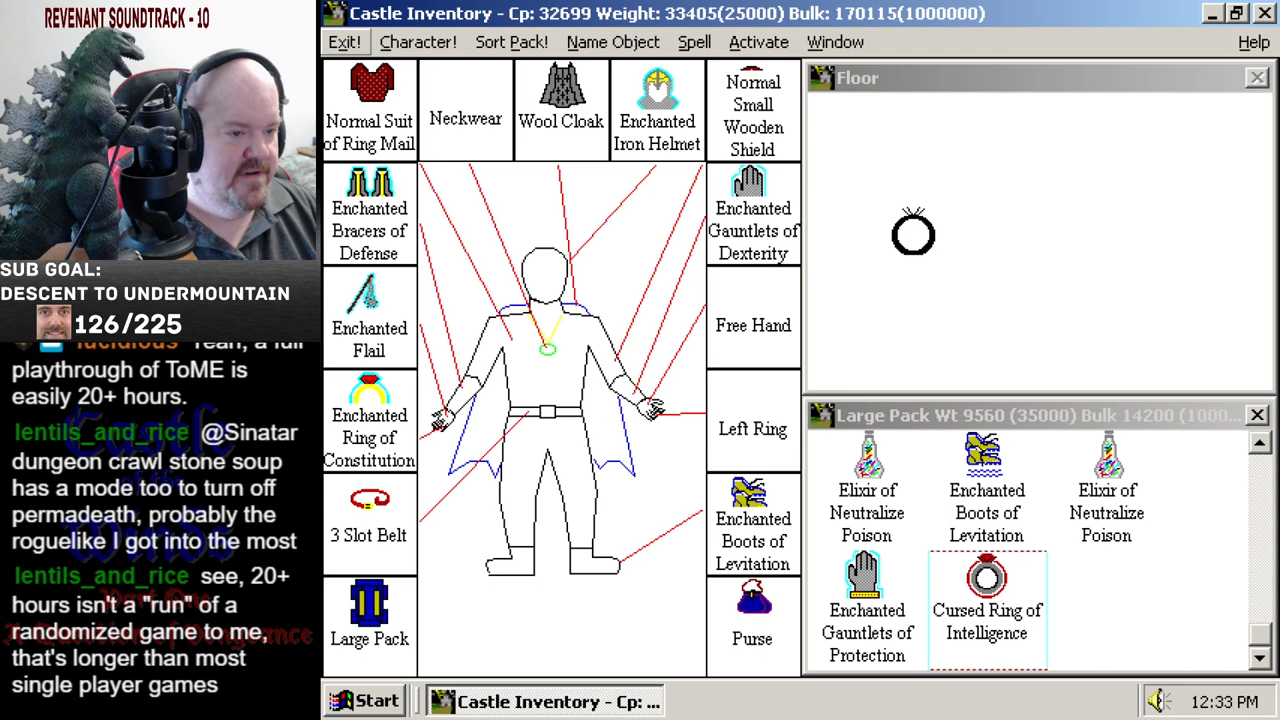 REVENANT SOUNDTRACK - 10
SUB GOAL:
DESCENT TO UNDERMOUNTAIN
126/225
lucidious Yeah, a full
playthrough of ToME is
easily 20+ hours.
lentils_and_rice @Sinatar
dungeon crawl stone soup
has a mode too to turn off
permadeath, probably the
roguelike I got into the most
lentils_and_rice see, 20+
hours isn't a "run" of a
randomized game to me,
that's longer than most
single player games
Castle Inventory - Cp: 32699 Weight: 33405(25000) Bulk: 170115(1000000)
Exit! Character! Sort Pack! Name Object Spell Activate Window Help
Normal Suit
of Ring Mail
Neckwear
Wool Cloak
Enchanted
Iron Helmet
Normal
Small
Wooden
Shield
Enchanted
Bracers of
Defense
Enchanted
Gauntlets of
Dexterity
Enchanted
Flail
Free Hand
Enchanted
Ring of
Constitution
Left Ring
3 Slot Belt
Enchanted
Boots of
Levitation
Large Pack
Purse
Floor
Large Pack Wt 9560 (35000) Bulk 14200 (1000...
Elixir of
Neutralize
Poison
Enchanted
Boots of
Levitation
Elixir of
Neutralize
Poison
Enchanted
Gauntlets of
Protection
Cursed Ring of
Intelligence
Start
Castle Inventory - Cp: ...
12:33 PM